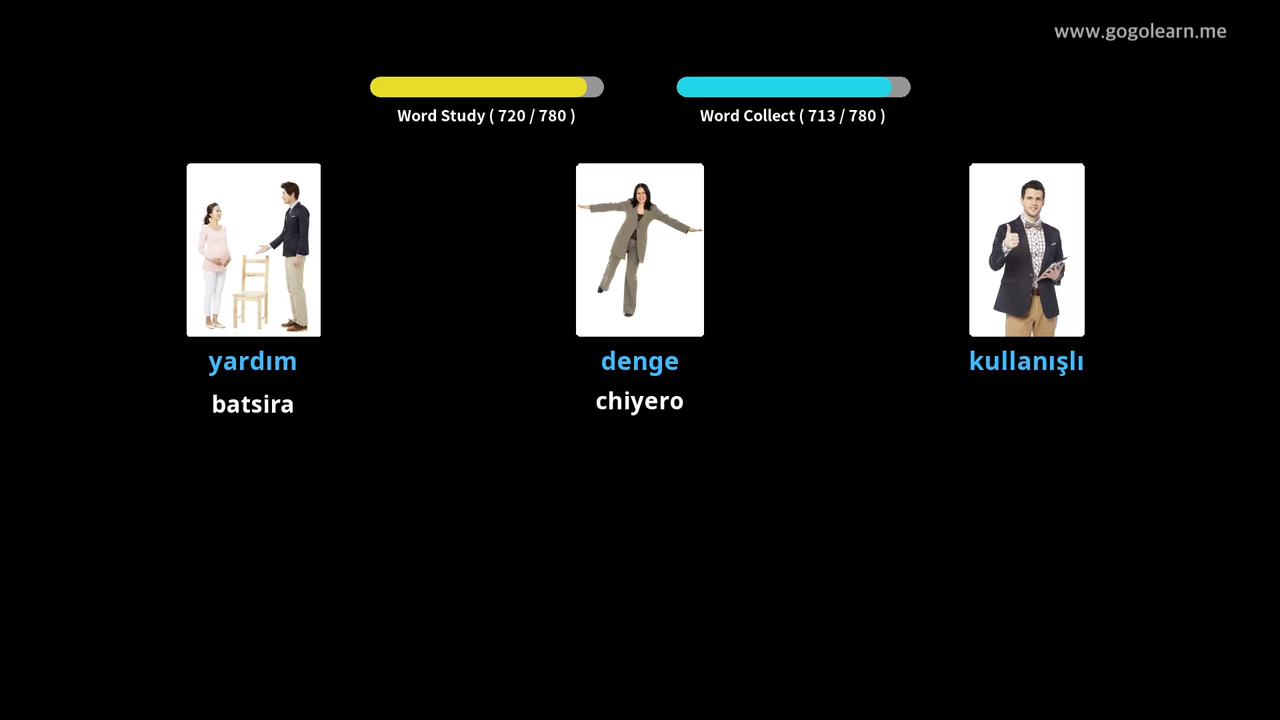 www.gogolearn.me
Word Study ( 720 / 780 )
Word Collect ( 713 / 780 )
yardım
denge
kullanışlı
batsira
chiyero